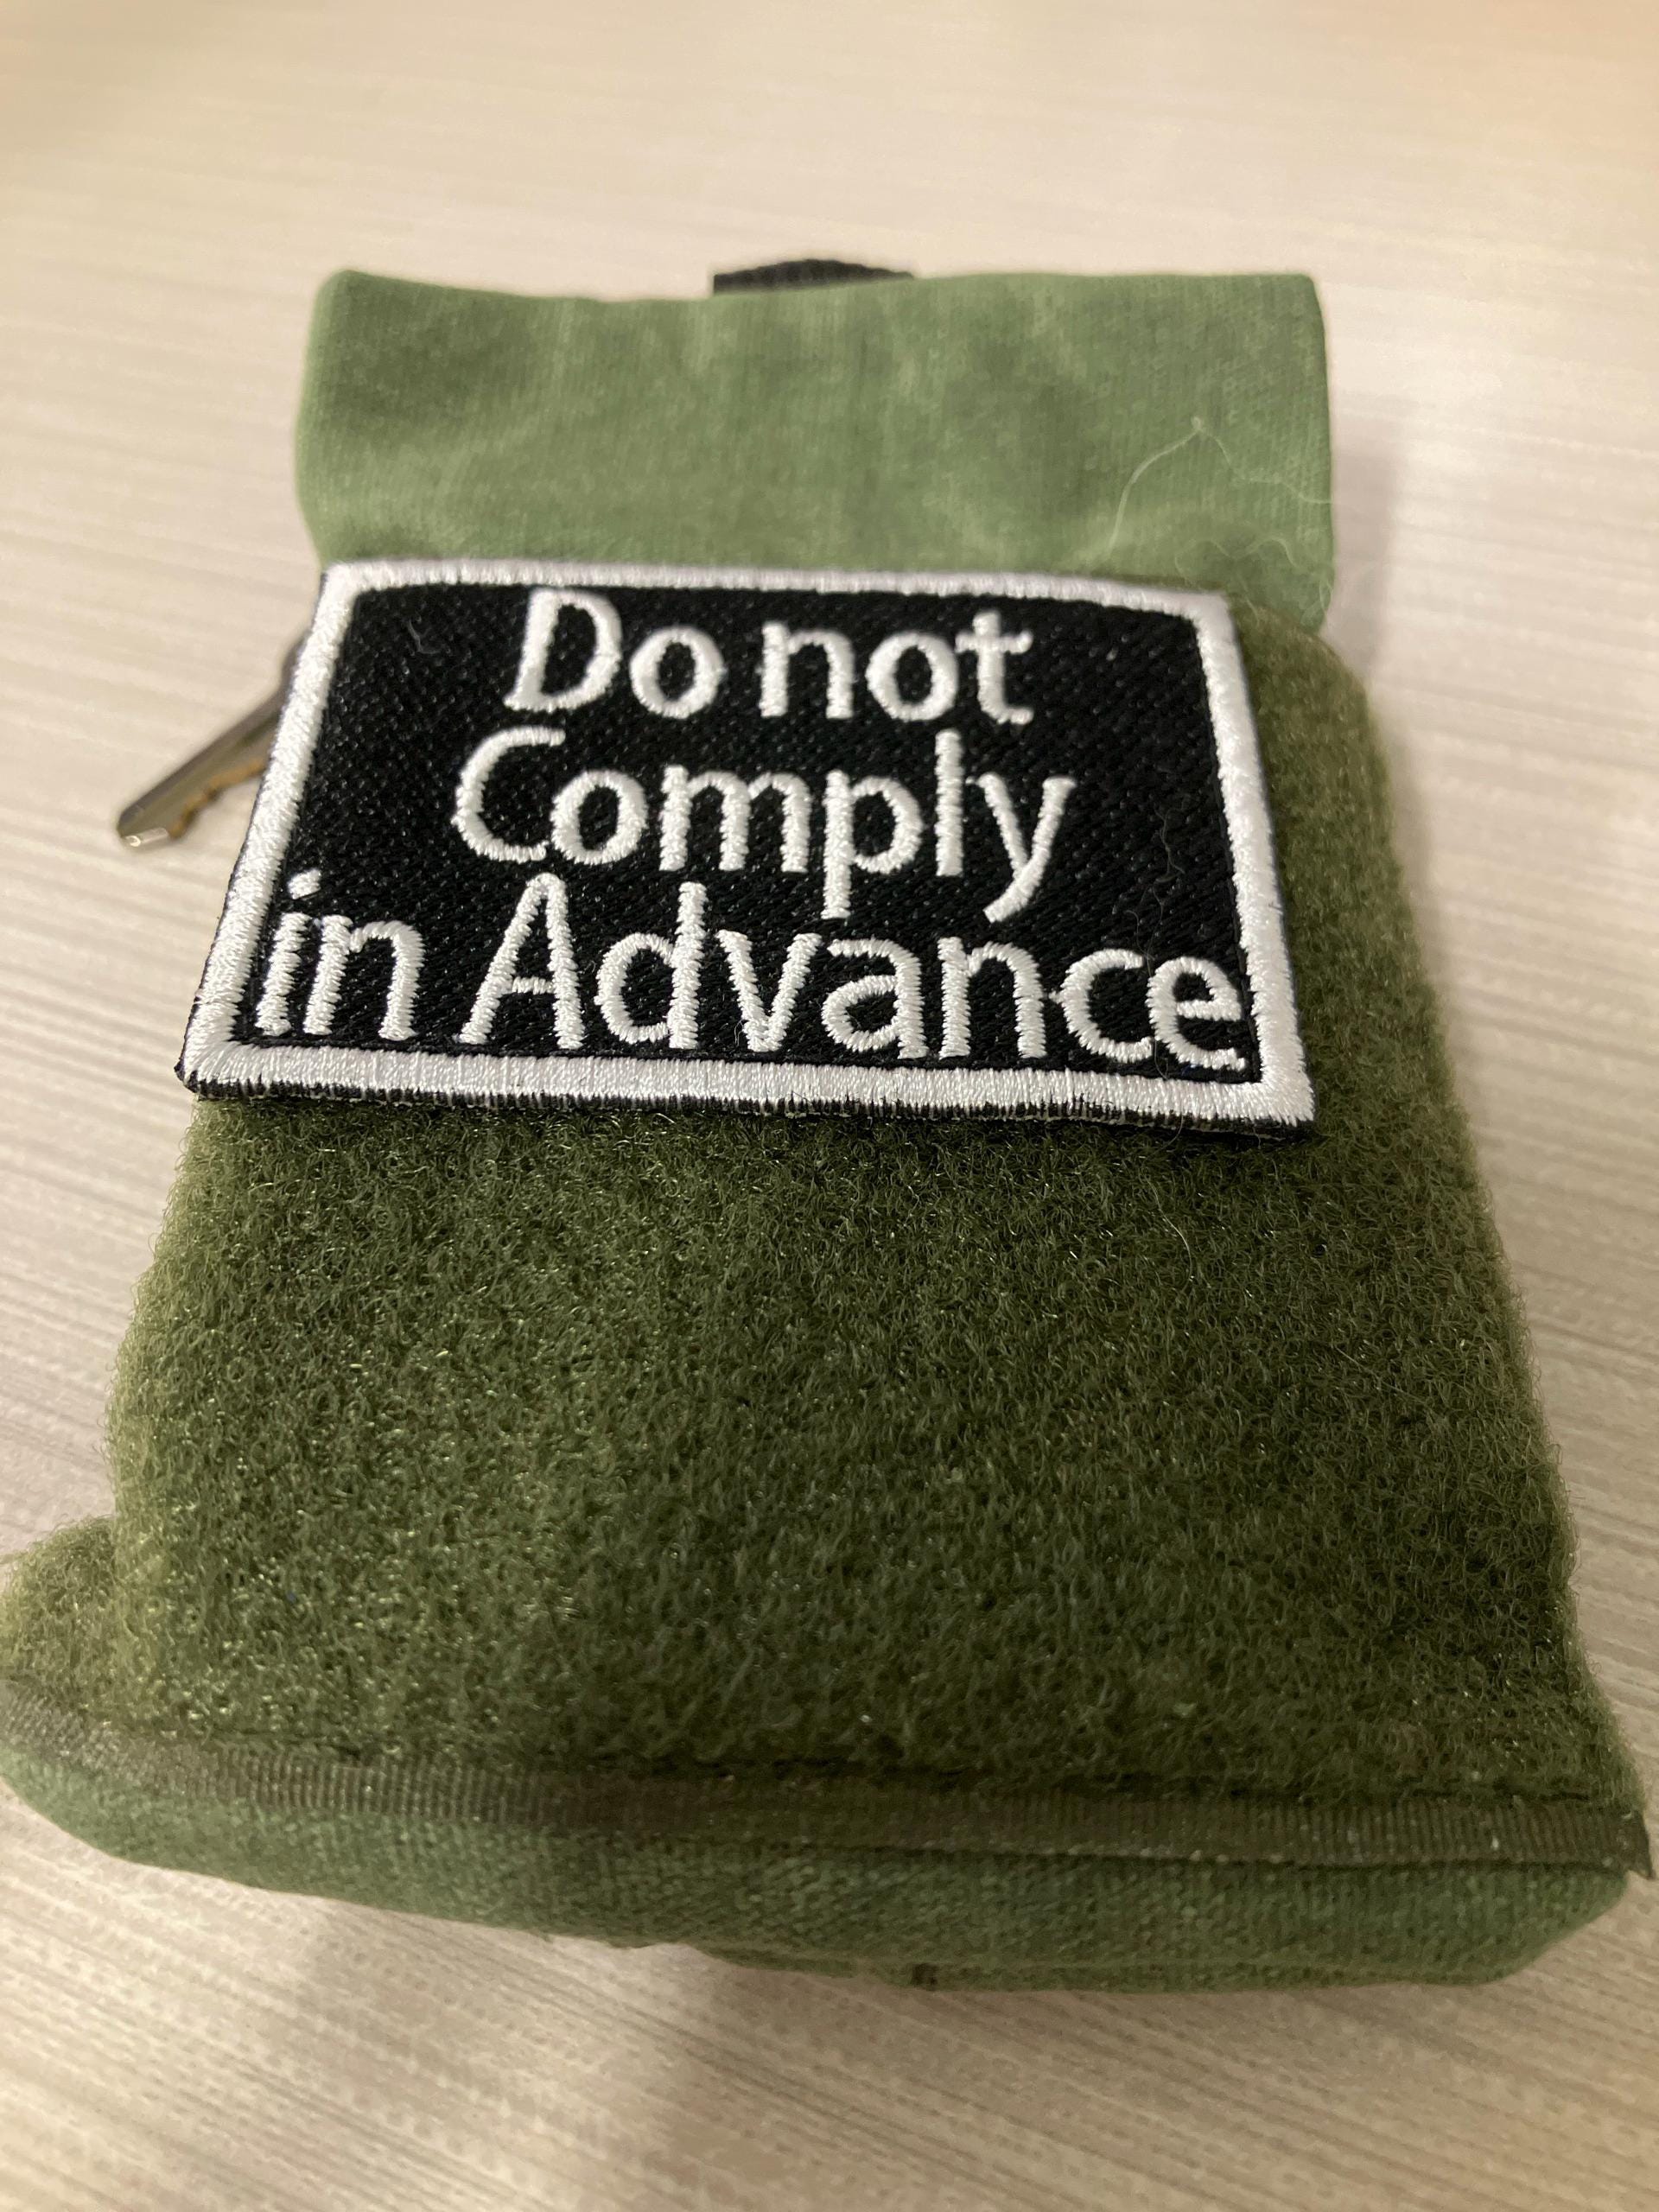 Do not
Comply
in Advance